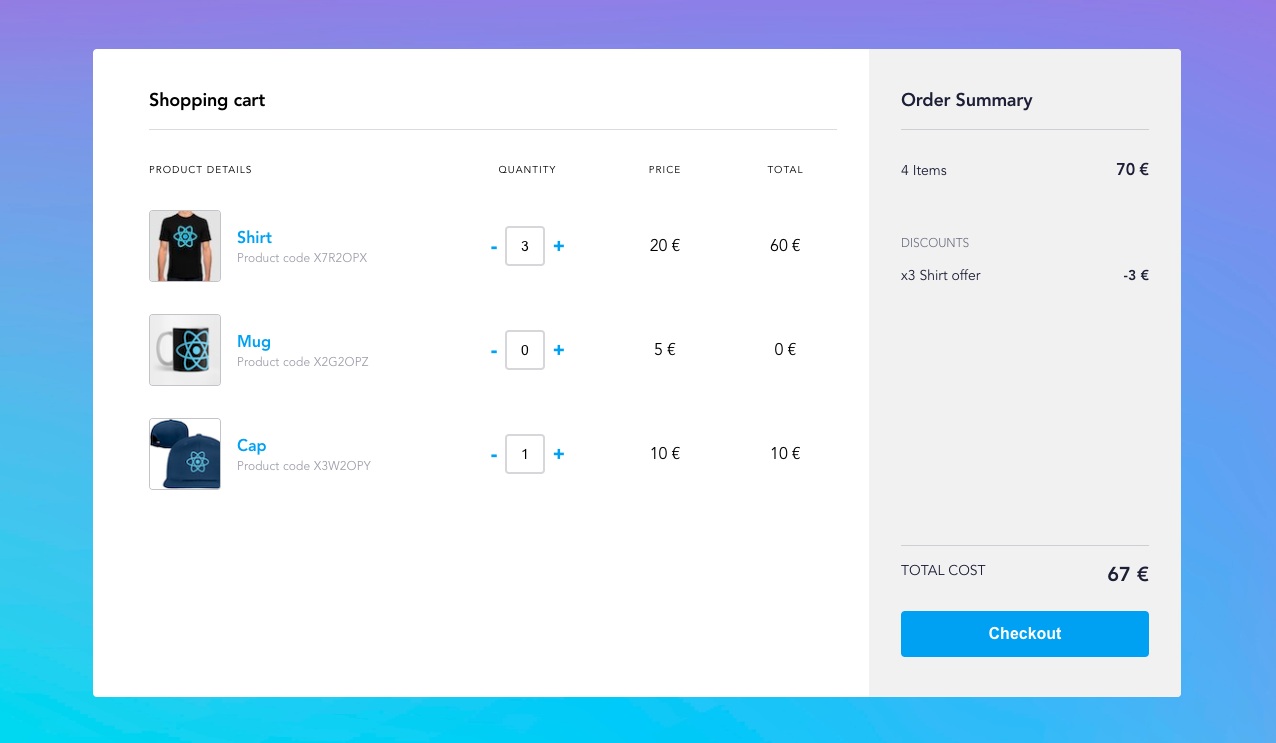 Shopping cart
PRODUCT DETAILS QUANTITY PRICE TOTAL
Shirt
Product code X7R2OPX
- 3 + 20 € 60 €
Mug
Product code X2G2OPZ
- 0 + 5 € 0 €
Cap
Product code X3W2OPY
- 1 + 10 € 10 €
Order Summary
4 Items 70 €
DISCOUNTS
x3 Shirt offer -3 €
TOTAL COST 67 €
Checkout